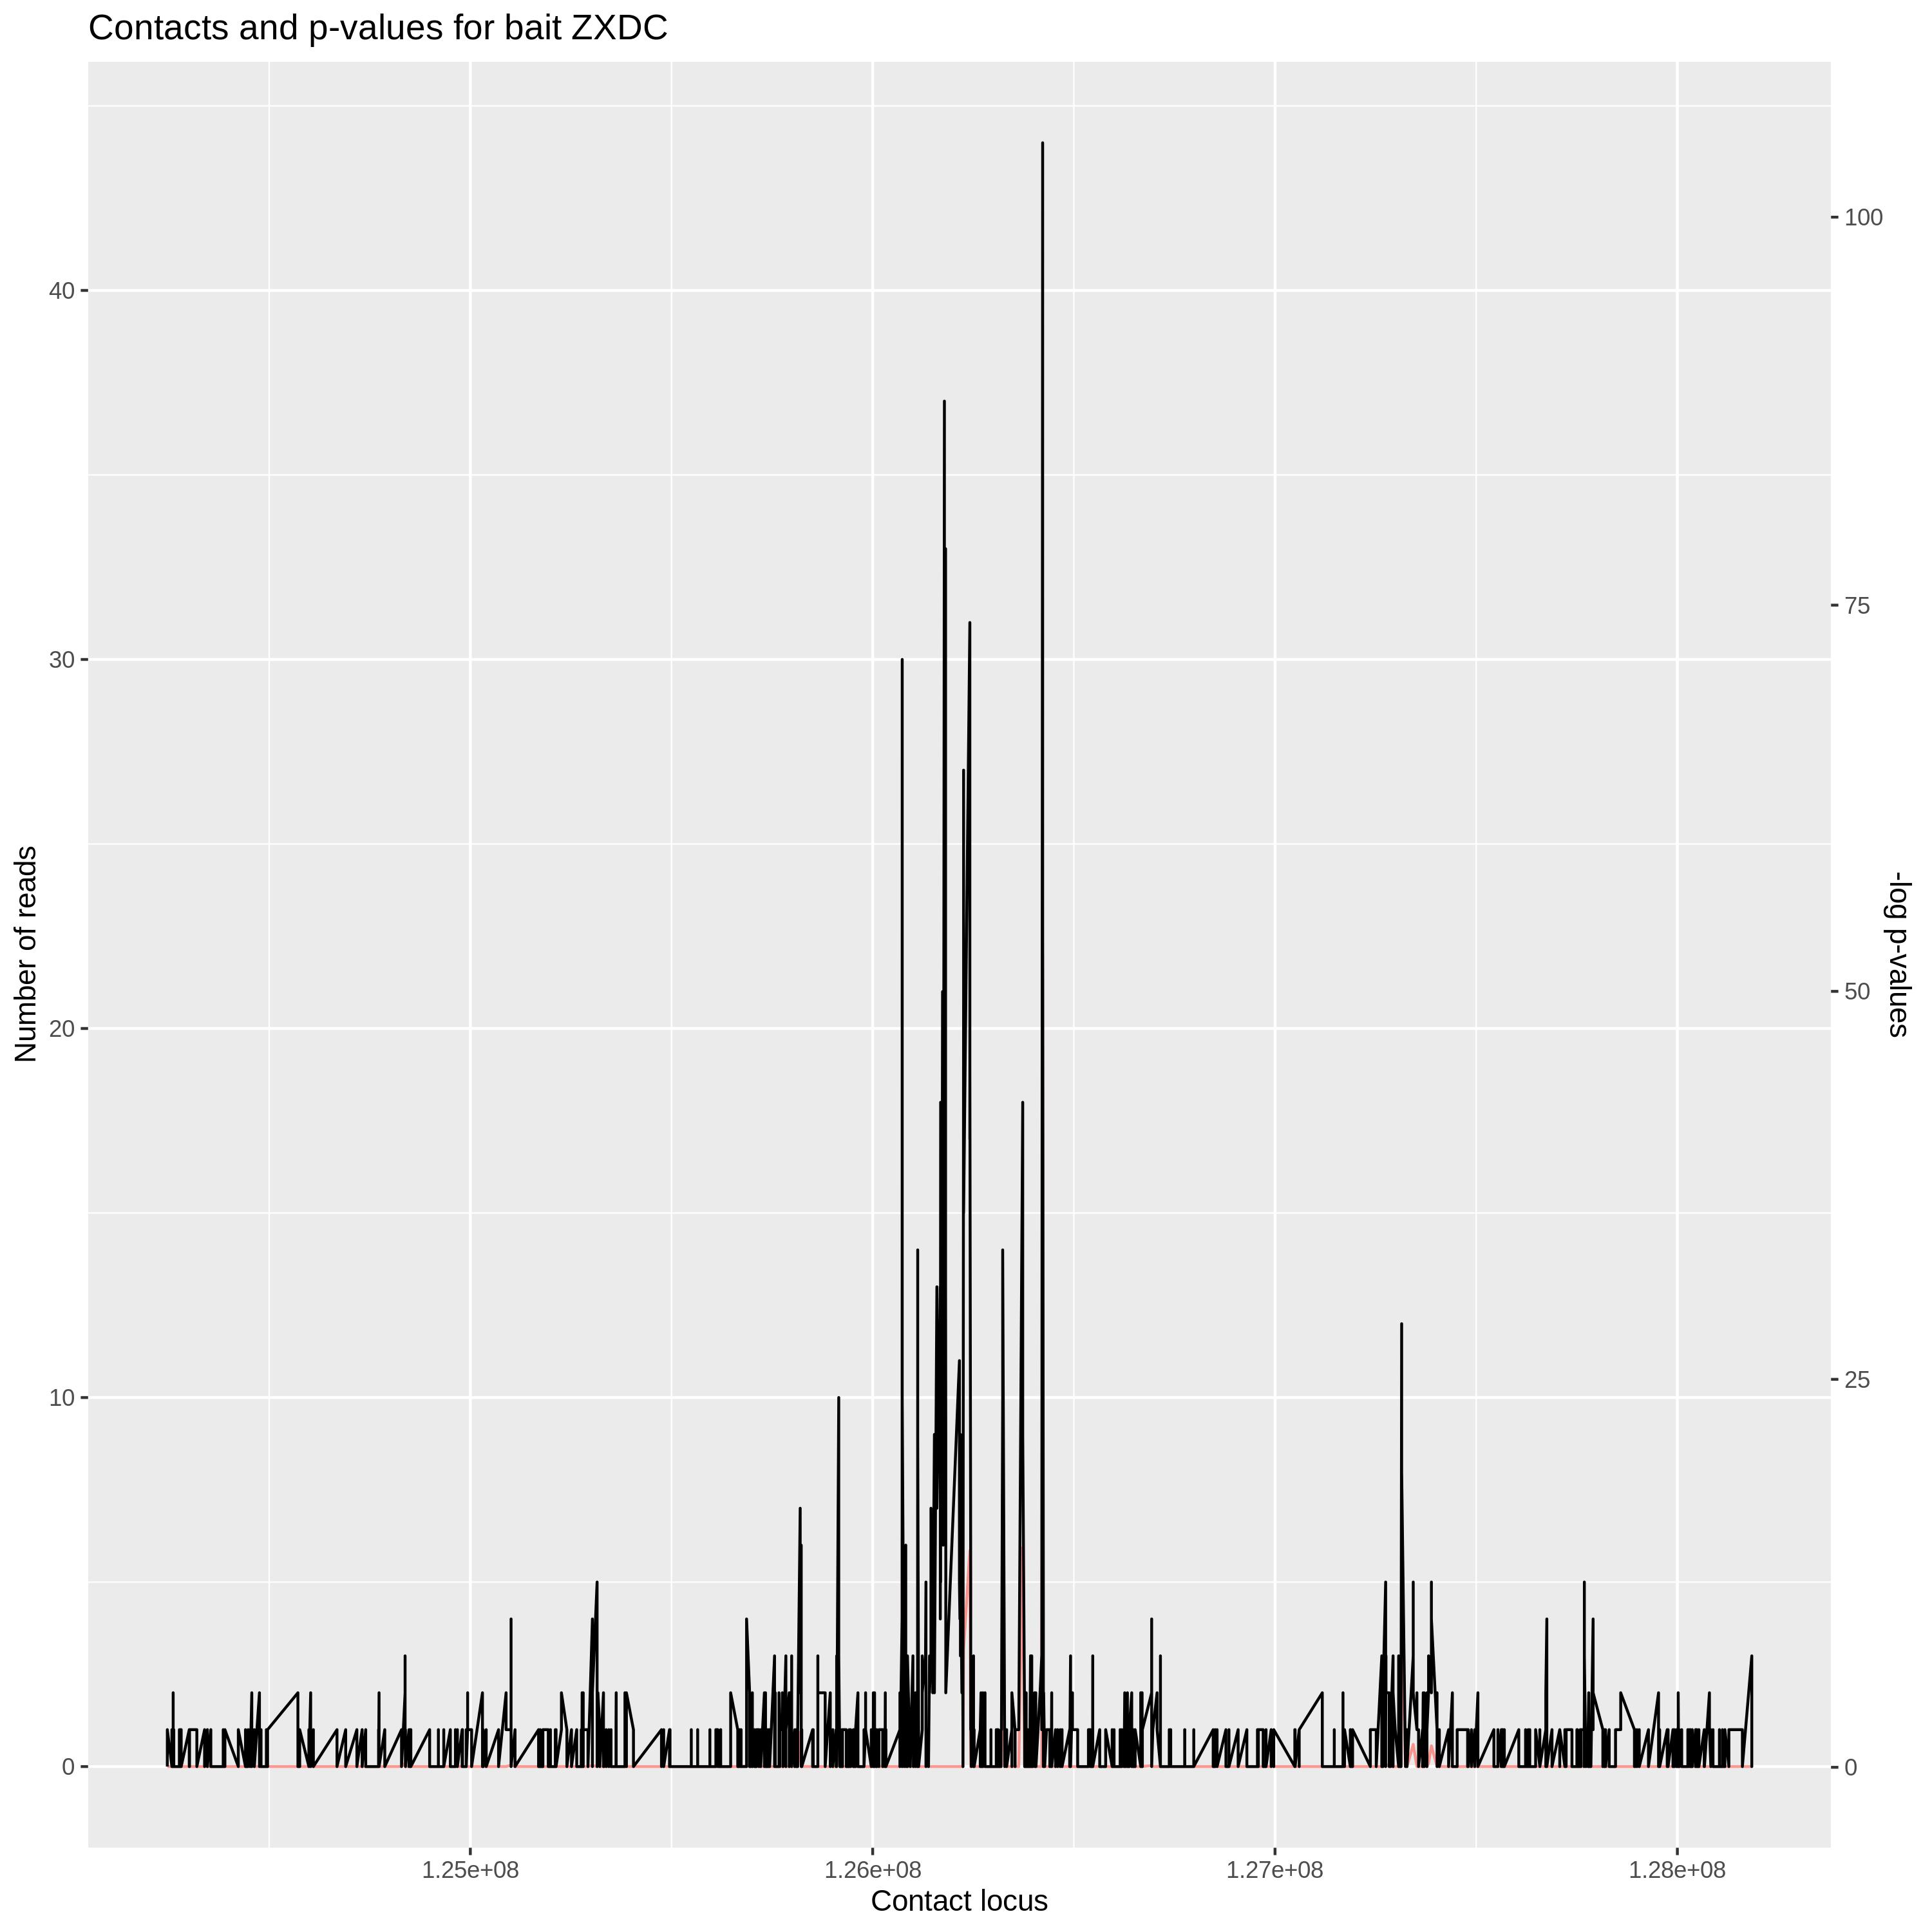 Contacts and p-values for bait ZXDC
Number of reads
40
30
20
10
0
100
75
50
25
0
-log p-values
1.25e+08
1.26e+08
1.27e+08
1.28e+08
Contact locus